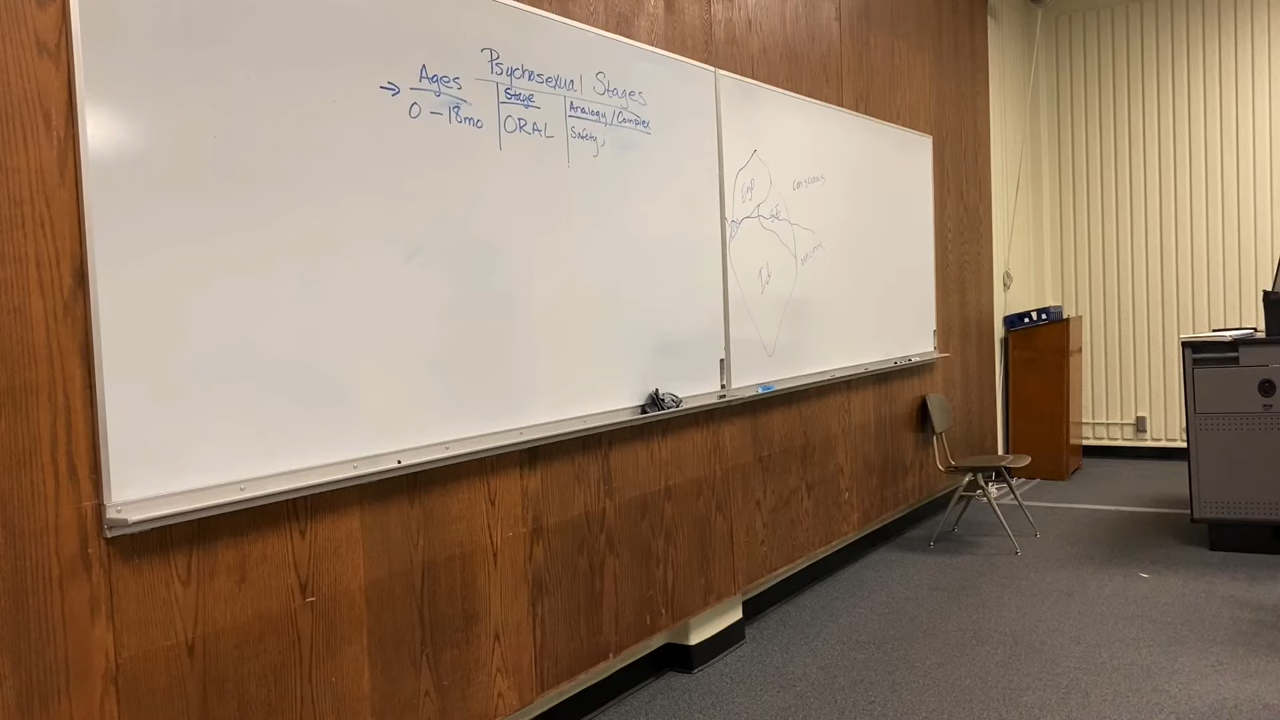 Psychosexual Stages
→ Ages Stage Analogy/Complex
0-18mo ORAL Safety,
Ego
conscious
Id